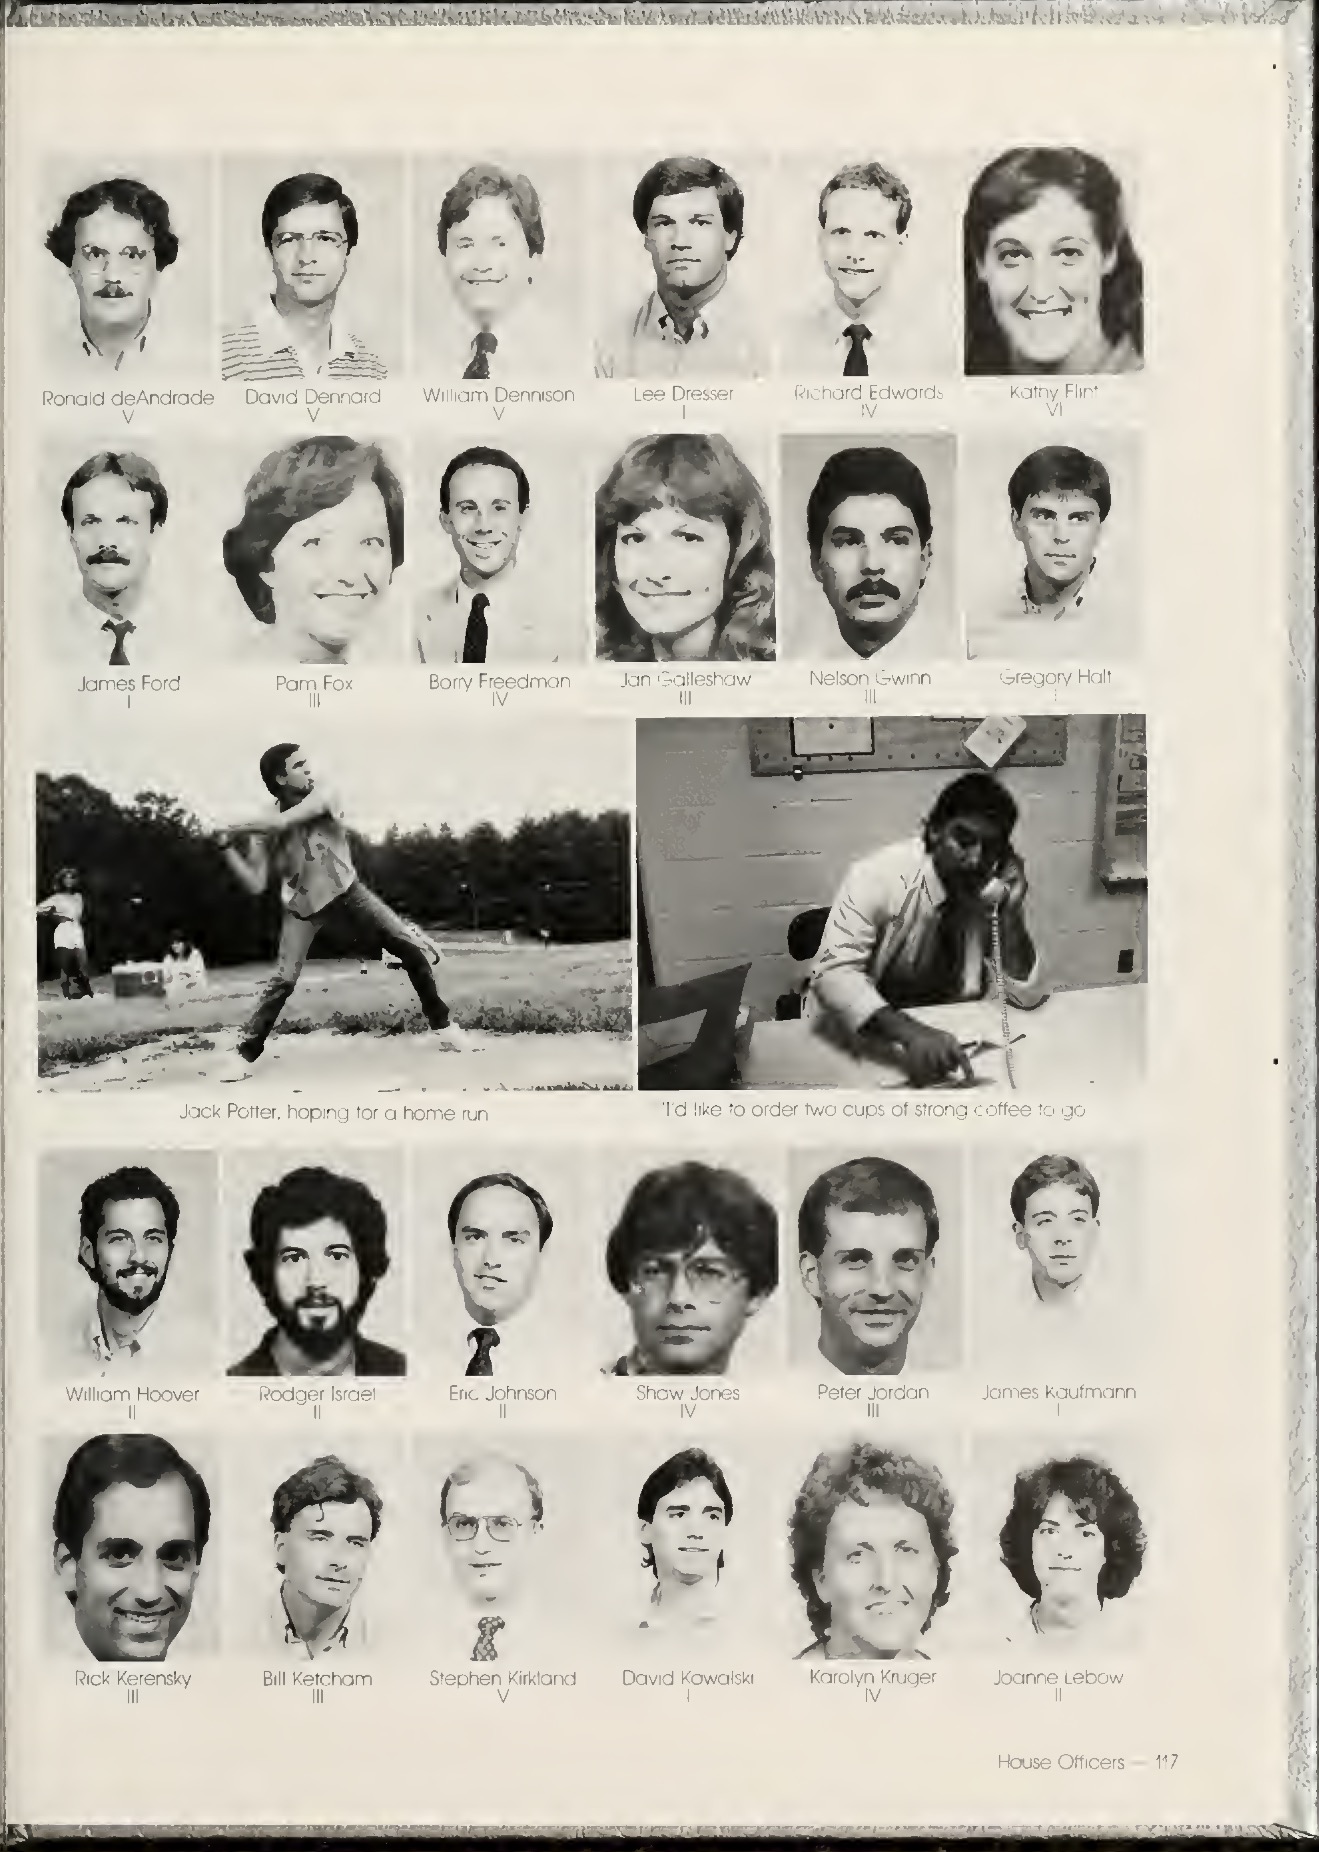 Ronald deAndrade David Dennard William Dennison Lee Dresser Richard Edwards Kathy Flint
V V V I IV VI
James Ford Pam Fox Barry Freedman Jan Galleshaw Nelson Gwinn Gregory Hait
I III IV III III I
Jack Potter, hoping for a home run
"I'd like to order two cups of strong coffee to go
William Hoover Rodger Israel Eric Johnson Shaw Jones Peter Jordan James Kaufmann
II II II IV III I
Rick Kerensky Bill Ketcham Stephen Kirkland David Kowalski Karolyn Kruger Joanne Lebow
III III V I IV II
House Officers — 117